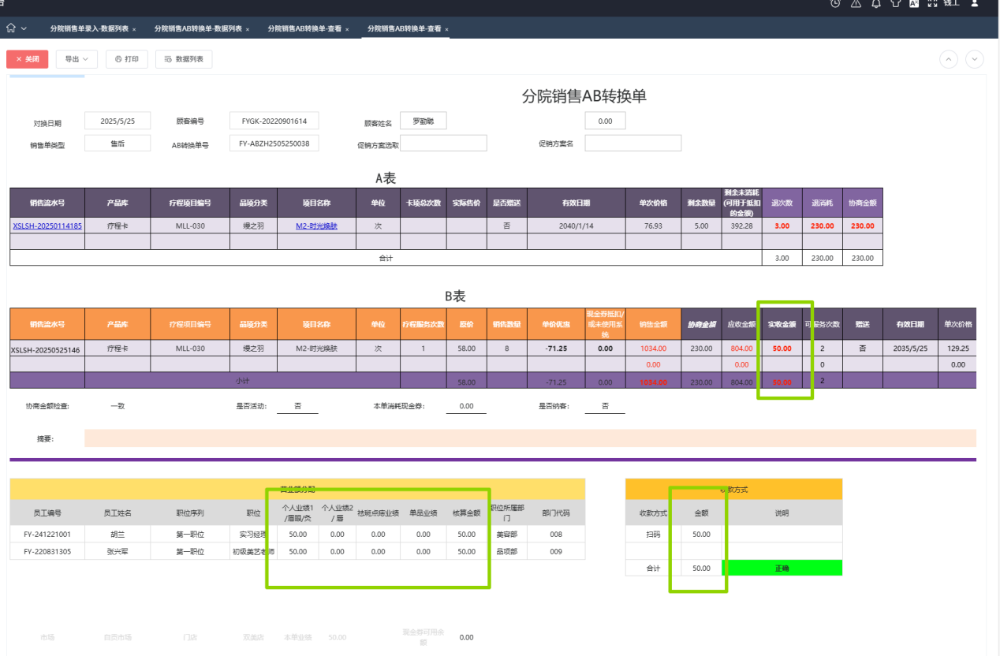 台 钱工
分院销售单录入-数据列表 × 分院销售AB转换单-数据列表 × 分院销售AB转换单-查看 × 分院销售AB转换单-查看 ×
× 关闭 导出 打印 数据列表
分院销售AB转换单
对换日期 2025/5/25 顾客编号 FYGK-20220901614 顾客姓名 罗勤聪 0.00
销售单类型 售后 AB转换单号 FY-ABZH2505250038 促销方案选取 促销方案名
A表
销售流水号 产品库 疗程项目编号 品项分类 项目名称 单位 卡项总次数 实际售价 是否赠送 有效日期 单次价格 剩余数量 剩余未消耗(可用于抵扣的金额) 退次数 退消耗 协商金额
XSLSH-20250114185 疗程卡 MLL-030 缦之羽 M2-时光焕肤 次 否 2040/1/14 76.93 5.00 392.28 3.00 230.00 230.00
合计 3.00 230.00 230.00
B表
销售流水号 产品库 疗程项目编号 品项分类 项目名称 单位 疗程服务次数 原价 销售数量 单价优惠 现金券抵扣/或未使用系统 销售金额 协商金额 应收金额 实收金额 可服务次数 赠送 有效日期 单次价格
XSLSH-20250525146 疗程卡 MLL-030 缦之羽 M2-时光焕肤 次 1 58.00 8 -71.25 0.00 1034.00 230.00 804.00 50.00 2 否 2035/5/25 129.25
0.00 0.00 0 0.00
小计 58.00 -71.25 0.00 1034.00 230.00 804.00 50.00 2
协商金额检查: 一致 是否活动: 否 本单消耗现金券: 0.00 是否纳客: 否
摘要:
营业额分配 收款方式
员工编号 员工姓名 职位序列 职位 个人业绩1/眉眼/灸 个人业绩2/ 唇 祛斑点痣业绩 单品业绩 核算金额 职位所属部门 部门代码 收款方式 金额 说明
FY-241221001 胡兰 第一职位 实习经理 50.00 0.00 0.00 0.00 50.00 美容部 008 扫码 50.00
FY-220831305 张兴军 第一职位 初级美艺老师 50.00 0.00 0.00 0.00 50.00 品项部 009
合计 50.00 正确
市场 自贡市场 门店 本单业绩 50.00 现金券可用余额 0.00